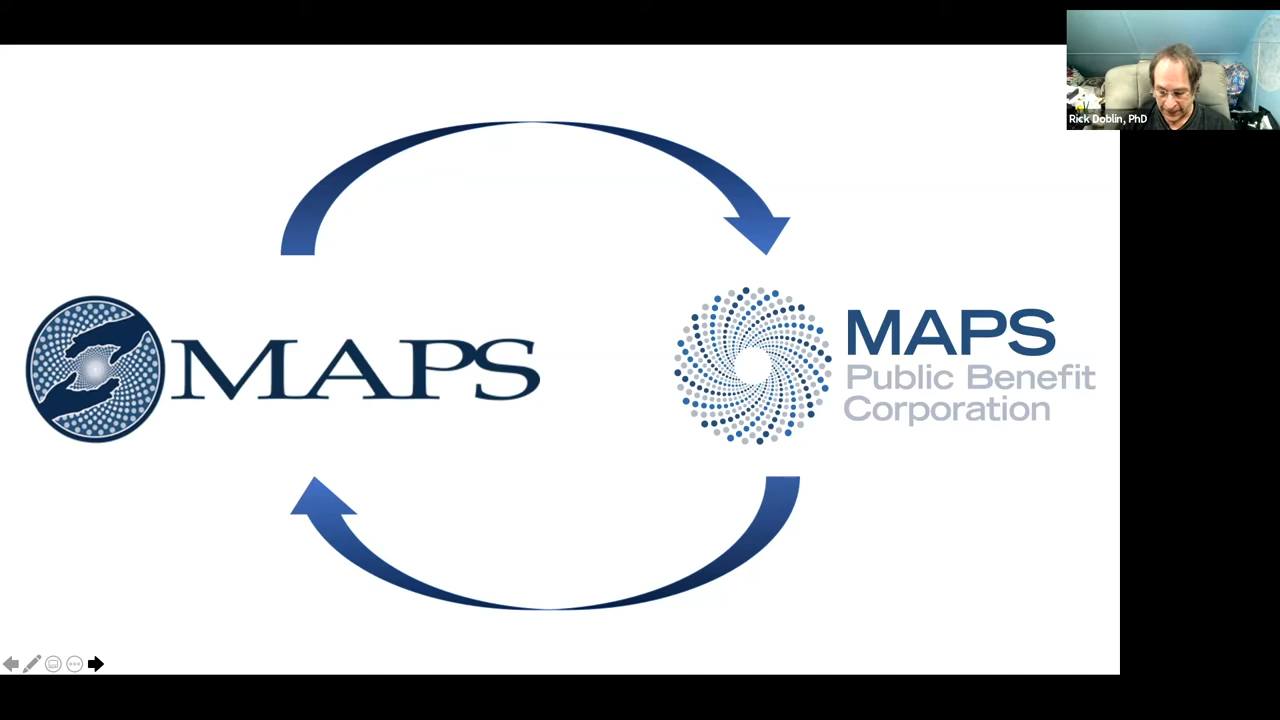 Rick Doblin, PhD
MAPS
MAPS
Public Benefit
Corporation